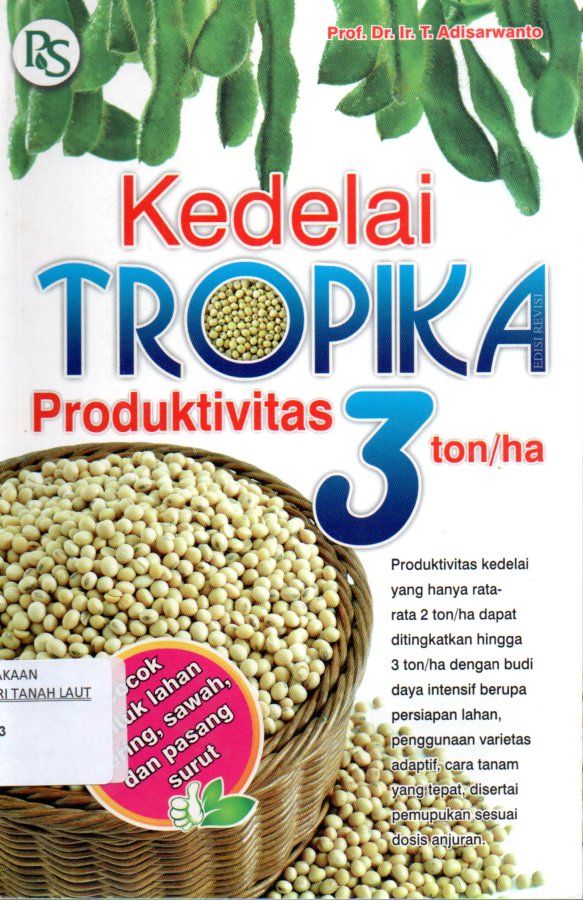 PS
Prof. Dr. Ir. T. Adisarwanto
Kedelai
TROPIKA
EDISI REVISI
Produktivitas 3 ton/ha
Produktivitas kedelai
yang hanya rata-
rata 2 ton/ha dapat
ditingkatkan hingga
3 ton/ha dengan budi
daya intensif berupa
persiapan lahan,
penggunaan varietas
adaptif, cara tanam
yang tepat, disertai
pemupukan sesuai
dosis anjuran.
ocok
tuk lahan
ering, sawah,
dan pasang
surut
AKAAN
RI TANAH LAUT
3